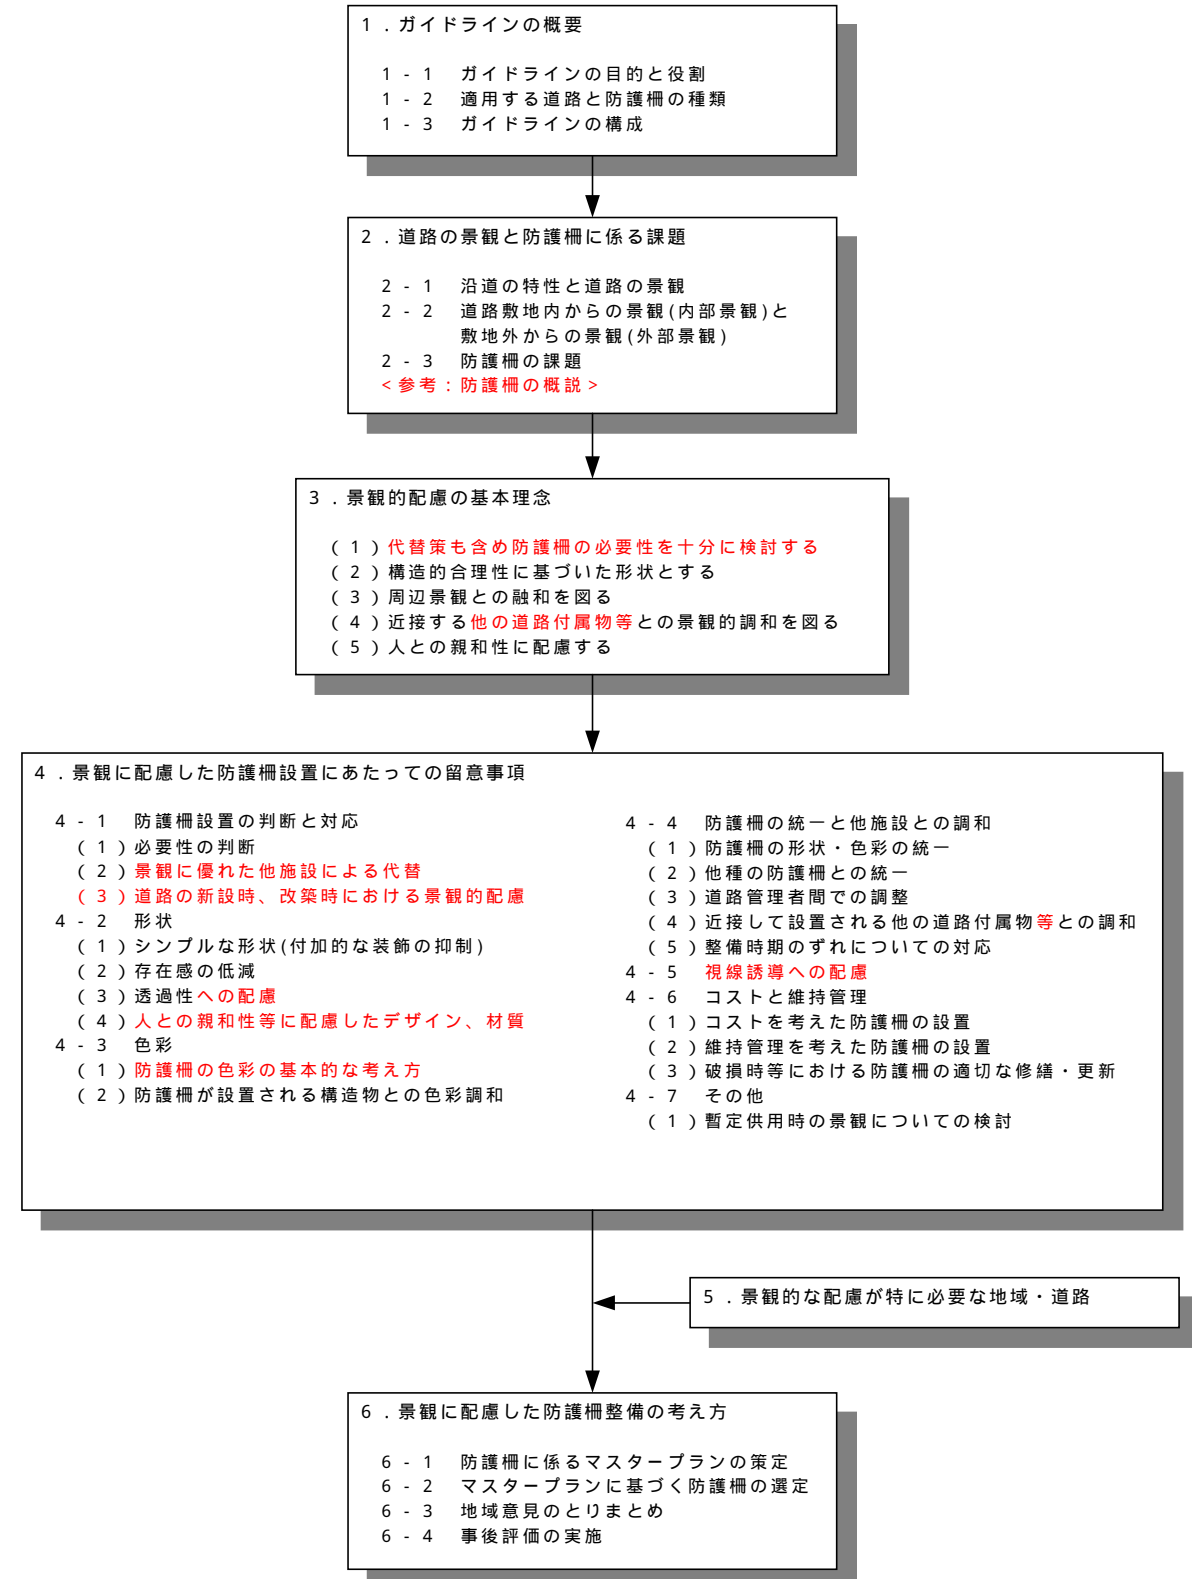 1．ガイドラインの概要
1-1 ガイドラインの目的と役割
1-2 適用する道路と防護柵の種類
1-3 ガイドラインの構成
2．道路の景観と防護柵に係る課題
2-1 沿道の特性と道路の景観
2-2 道路敷地内からの景観(内部景観)と
敷地外からの景観(外部景観)
2-3 防護柵の課題
<参考：防護柵の概説>
3．景観的配慮の基本理念
(1)代替策も含め防護柵の必要性を十分に検討する
(2)構造的合理性に基づいた形状とする
(3)周辺景観との融和を図る
(4)近接する他の道路付属物等との景観的調和を図る
(5)人との親和性に配慮する
4．景観に配慮した防護柵設置にあたっての留意事項
4-1 防護柵設置の判断と対応
(1)必要性の判断
(2)景観に優れた他施設による代替
(3)道路の新設時、改築時における景観的配慮
4-2 形状
(1)シンプルな形状(付加的な装飾の抑制)
(2)存在感の低減
(3)透過性への配慮
(4)人との親和性等に配慮したデザイン、材質
4-3 色彩
(1)防護柵の色彩の基本的な考え方
(2)防護柵が設置される構造物との色彩調和
4-4 防護柵の統一と他施設との調和
(1)防護柵の形状・色彩の統一
(2)他種の防護柵との統一
(3)道路管理者間での調整
(4)近接して設置される他の道路付属物等との調和
(5)整備時期のずれについての対応
4-5 視線誘導への配慮
4-6 コストと維持管理
(1)コストを考えた防護柵の設置
(2)維持管理を考えた防護柵の設置
(3)破損時等における防護柵の適切な修繕・更新
4-7 その他
(1)暫定供用時の景観についての検討
5．景観的な配慮が特に必要な地域・道路
6．景観に配慮した防護柵整備の考え方
6-1 防護柵に係るマスタープランの策定
6-2 マスタープランに基づく防護柵の選定
6-3 地域意見のとりまとめ
6-4 事後評価の実施